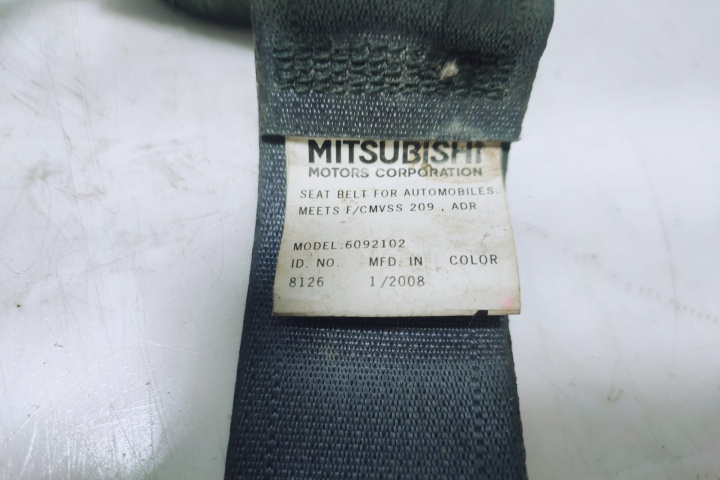 MITSUBISHI
MOTORS CORPORATION
SEAT BELT FOR AUTOMOBILES
MEETS F/CMVSS 209 , ADR
MODEL:6092102
ID. NO. MFD. IN COLOR
8126 1/2008